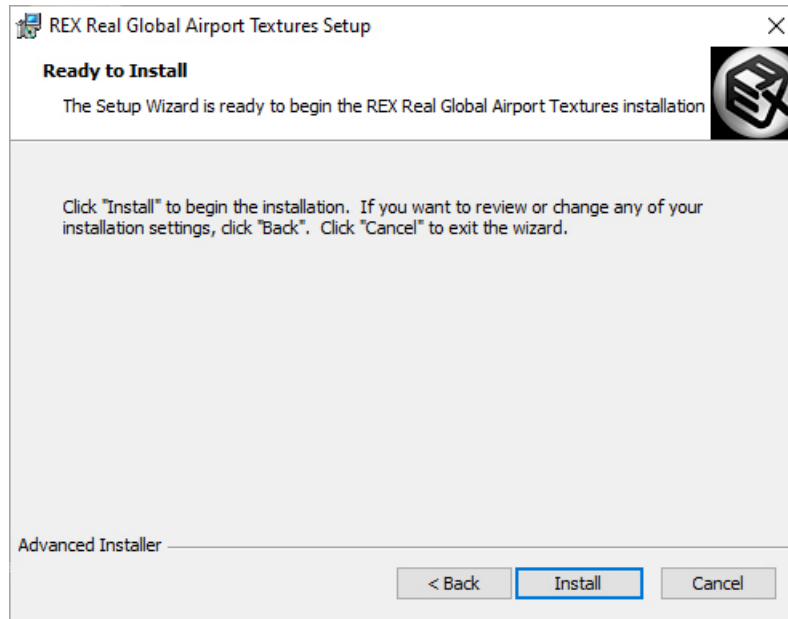 REX Real Global Airport Textures Setup
Ready to Install
The Setup Wizard is ready to begin the REX Real Global Airport Textures installation
Click "Install" to begin the installation.  If you want to review or change any of your
installation settings, click "Back".  Click "Cancel" to exit the wizard.
Advanced Installer
< Back
Install
Cancel